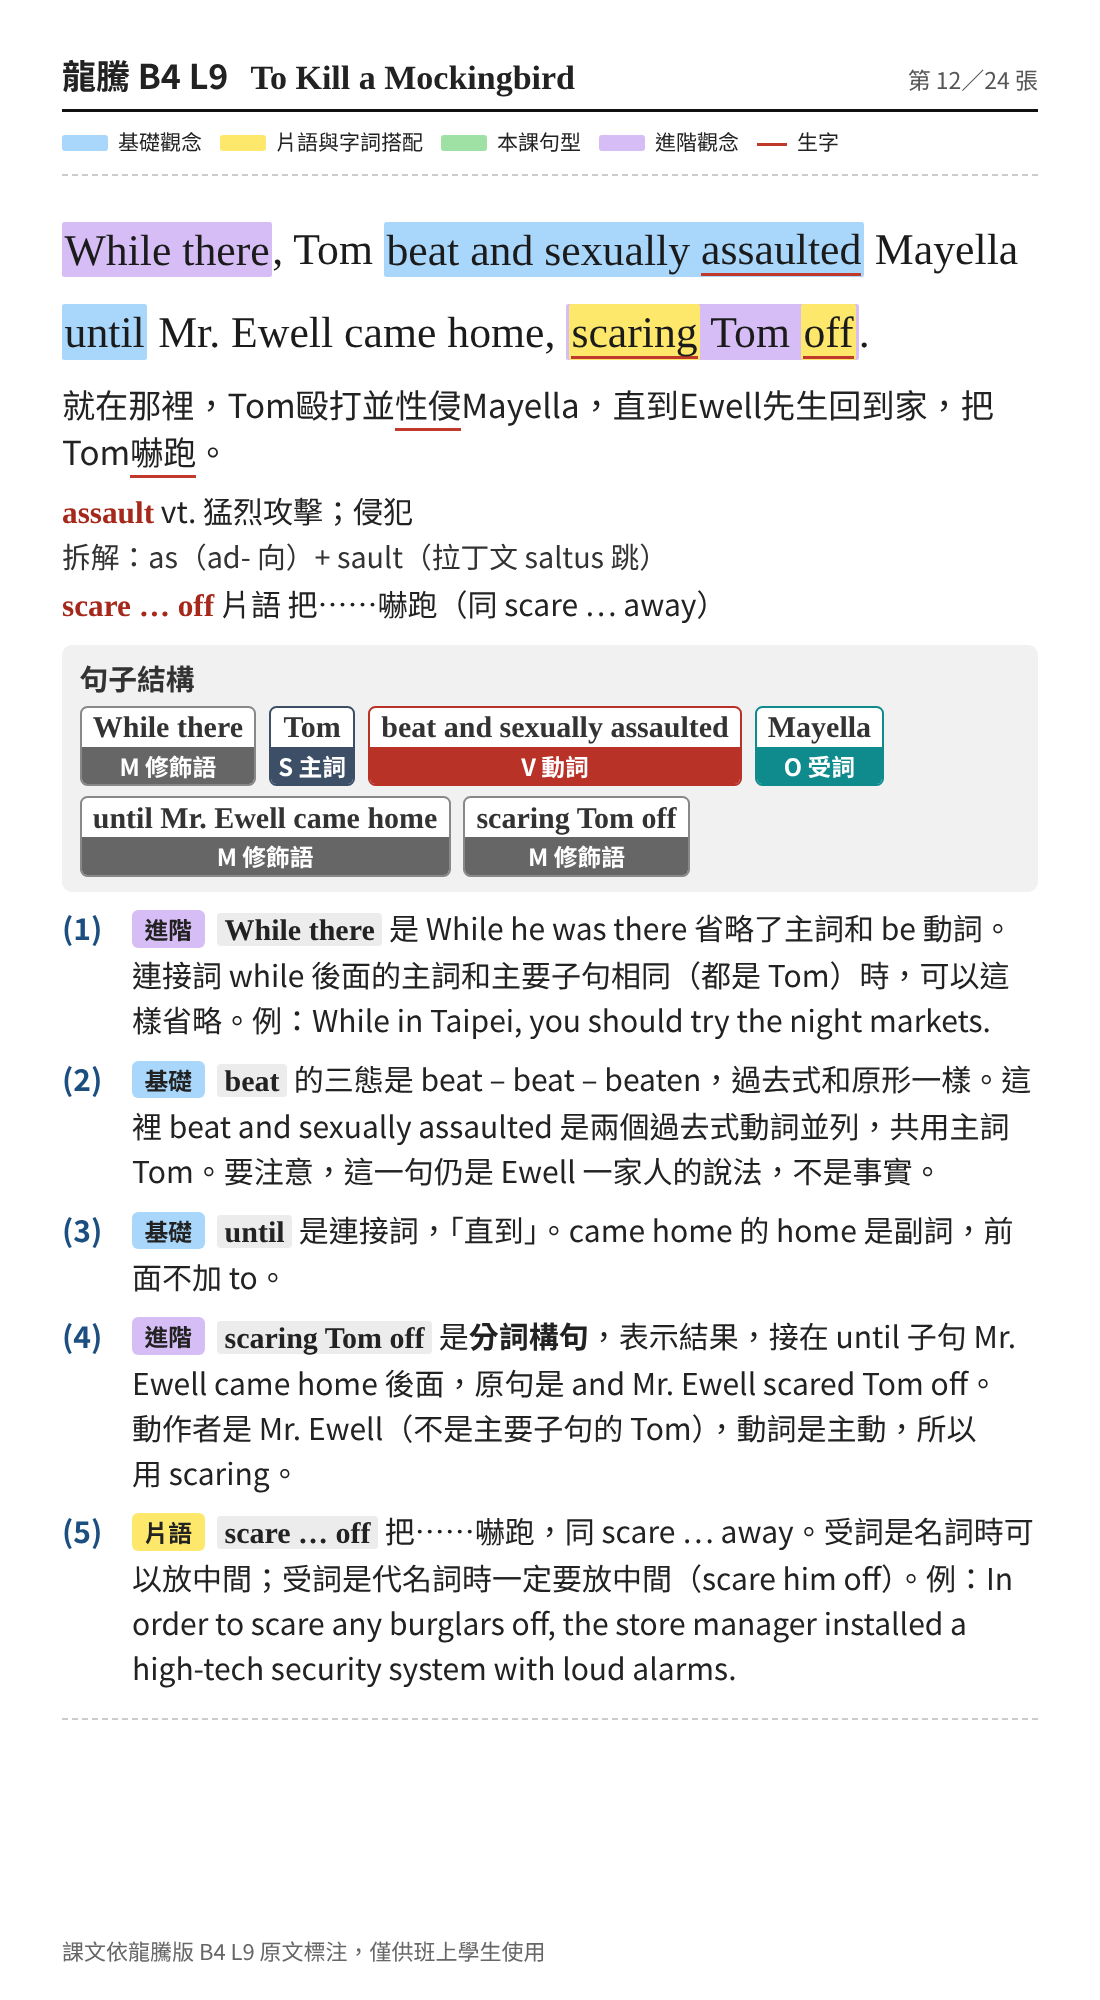 龍騰 B4 L9 To Kill a Mockingbird 第 12／24 張
基礎觀念 片語與字詞搭配 本課句型 進階觀念 生字
While there, Tom beat and sexually assaulted Mayella
until Mr. Ewell came home, scaring Tom off.
就在那裡，Tom毆打並性侵Mayella，直到Ewell先生回到家，把
Tom嚇跑。
assault vt. 猛烈攻擊；侵犯
拆解：as（ad- 向）+ sault（拉丁文 saltus 跳）
scare … off 片語 把⋯⋯嚇跑（同 scare … away）
句子結構
While there Tom beat and sexually assaulted Mayella
M 修飾語 S 主詞 V 動詞 O 受詞
until Mr. Ewell came home scaring Tom off
M 修飾語 M 修飾語
(1) 進階 While there 是 While he was there 省略了主詞和 be 動詞。
連接詞 while 後面的主詞和主要子句相同（都是 Tom）時，可以這
樣省略。例：While in Taipei, you should try the night markets.
(2) 基礎 beat 的三態是 beat – beat – beaten，過去式和原形一樣。這
裡 beat and sexually assaulted 是兩個過去式動詞並列，共用主詞
Tom。要注意，這一句仍是 Ewell 一家人的說法，不是事實。
(3) 基礎 until 是連接詞，「直到」。came home 的 home 是副詞，前
面不加 to。
(4) 進階 scaring Tom off 是分詞構句，表示結果，接在 until 子句 Mr.
Ewell came home 後面，原句是 and Mr. Ewell scared Tom off。
動作者是 Mr. Ewell（不是主要子句的 Tom），動詞是主動，所以
用 scaring。
(5) 片語 scare … off 把⋯⋯嚇跑，同 scare … away。受詞是名詞時可
以放中間；受詞是代名詞時一定要放中間（scare him off）。例：In
order to scare any burglars off, the store manager installed a
high-tech security system with loud alarms.
課文依龍騰版 B4 L9 原文標注，僅供班上學生使用